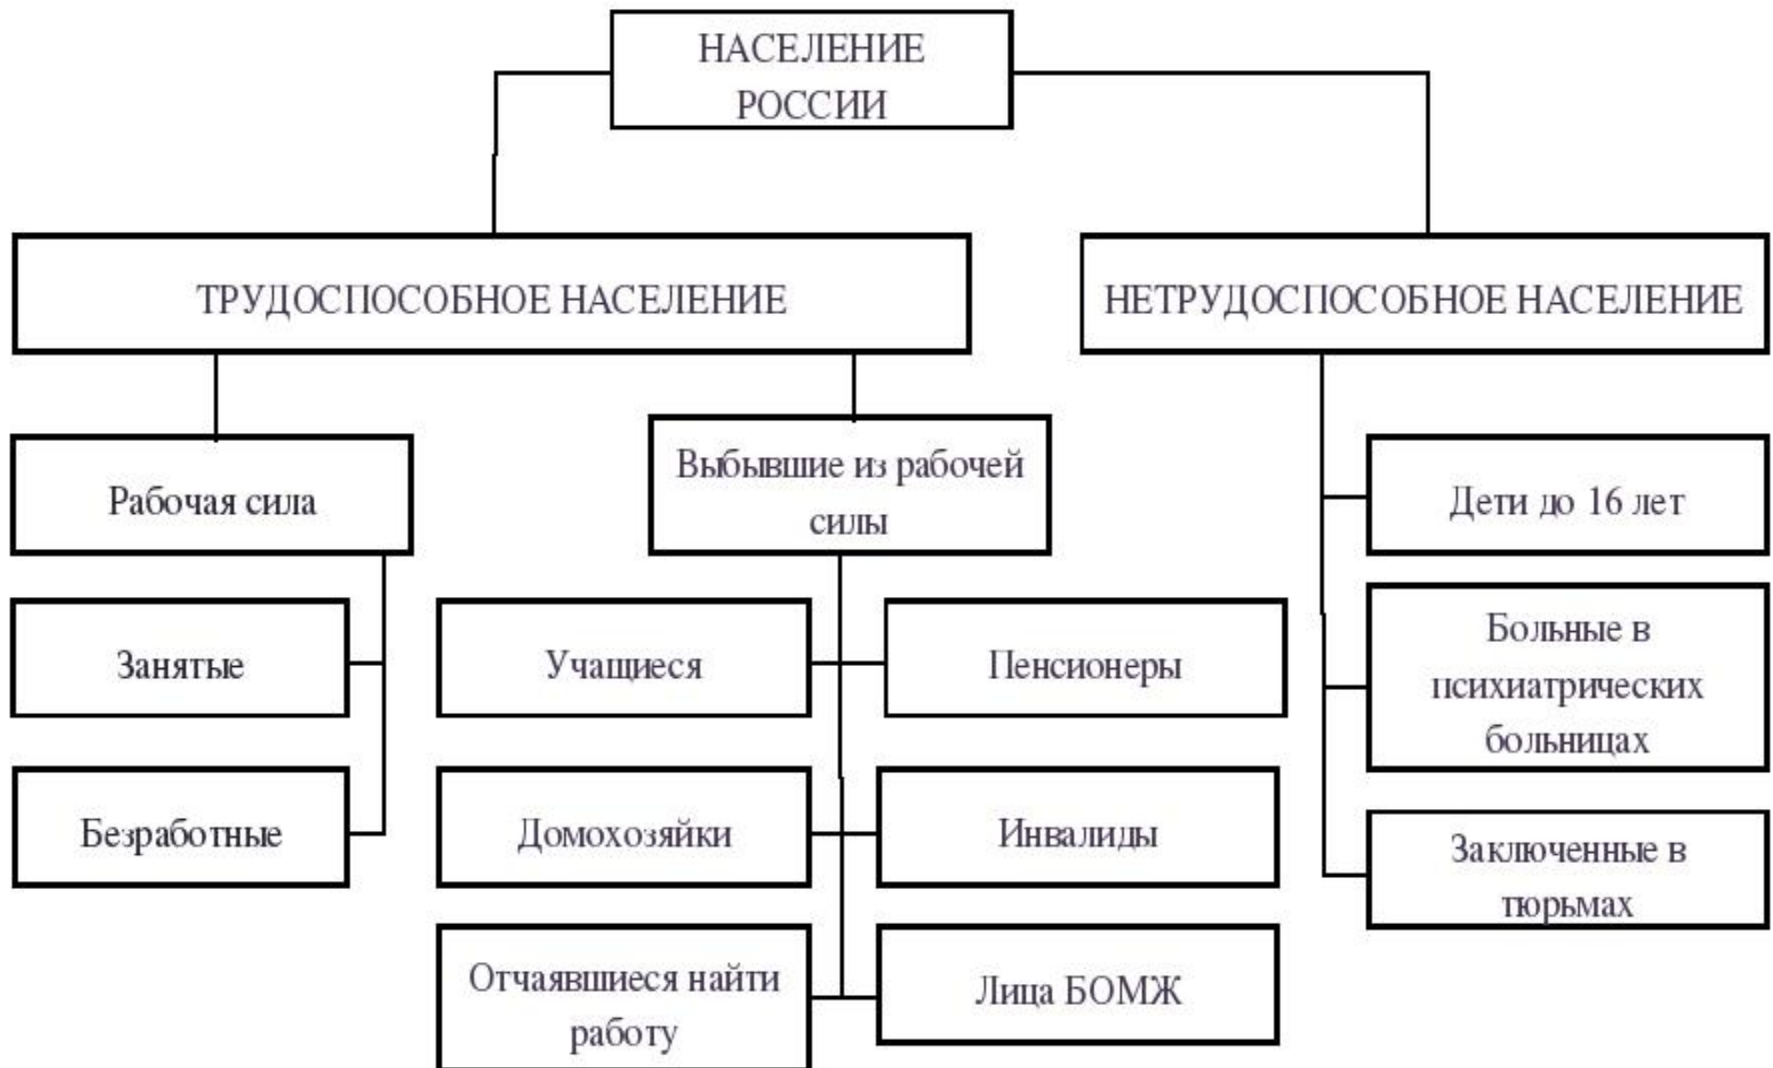 НАСЕЛЕНИЕ
РОССИИ
ТРУДОСПОСОБНОЕ НАСЕЛЕНИЕ
НЕТРУДОСПОСОБНОЕ НАСЕЛЕНИЕ
Рабочая сила
Выбывшие из рабочей
силы
Дети до 16 лет
Занятые
Учащиеся
Пенсионеры
Больные в
психиатрических
больницах
Безработные
Домохозяйки
Инвалиды
Заключенные в
тюрьмах
Отчаявшиеся найти
работу
Лица БОМЖ